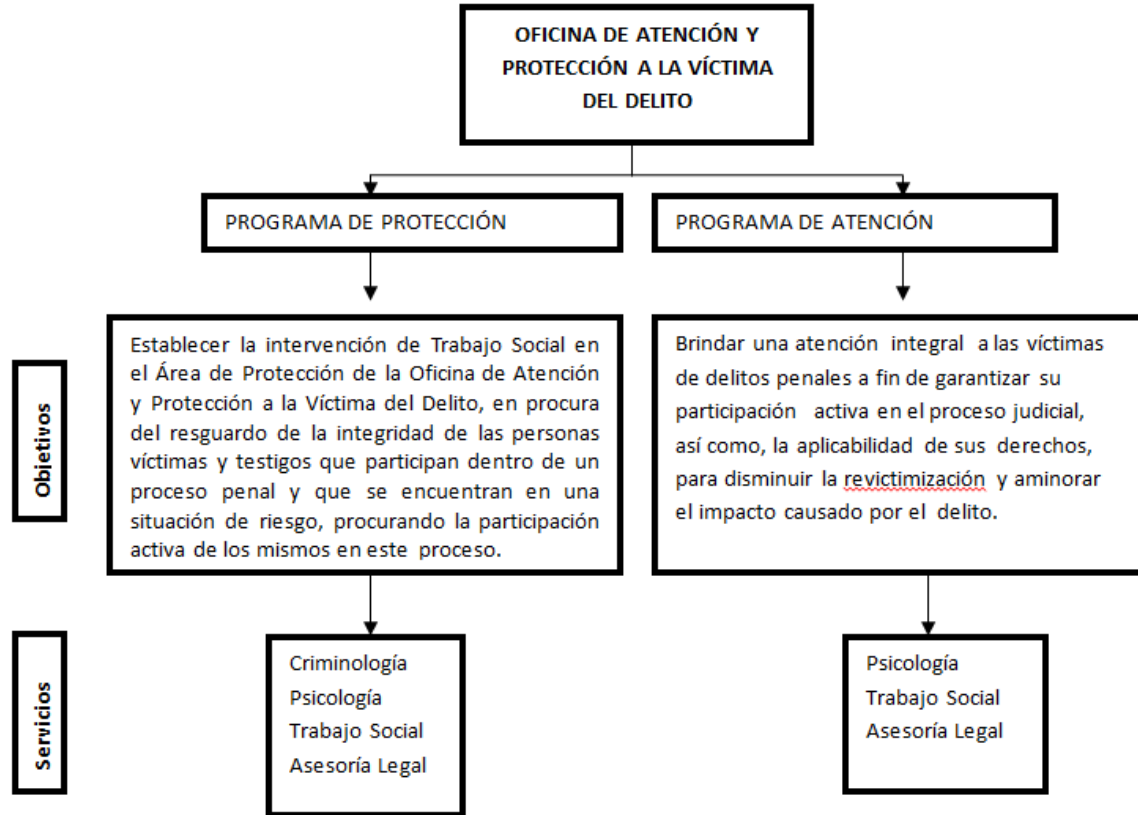 OFICINA DE ATENCIÓN Y
PROTECCIÓN A LA VÍCTIMA
DEL DELITO
PROGRAMA DE PROTECCIÓN
PROGRAMA DE ATENCIÓN
Objetivos
Establecer la intervención de Trabajo Social en
el Área de Protección de la Oficina de Atención
y Protección a la Víctima del Delito, en procura
del resguardo de la integridad de las personas
víctimas y testigos que participan dentro de un
proceso penal y que se encuentran en una
situación de riesgo, procurando la participación
activa de los mismos en este proceso.
Brindar una atención integral a las víctimas
de delitos penales a fin de garantizar su
participación activa en el proceso judicial,
así como, la aplicabilidad de sus derechos,
para disminuir la revictimización y aminorar
el impacto causado por el delito.
Servicios
Criminología
Psicología
Trabajo Social
Asesoría Legal
Psicología
Trabajo Social
Asesoría Legal